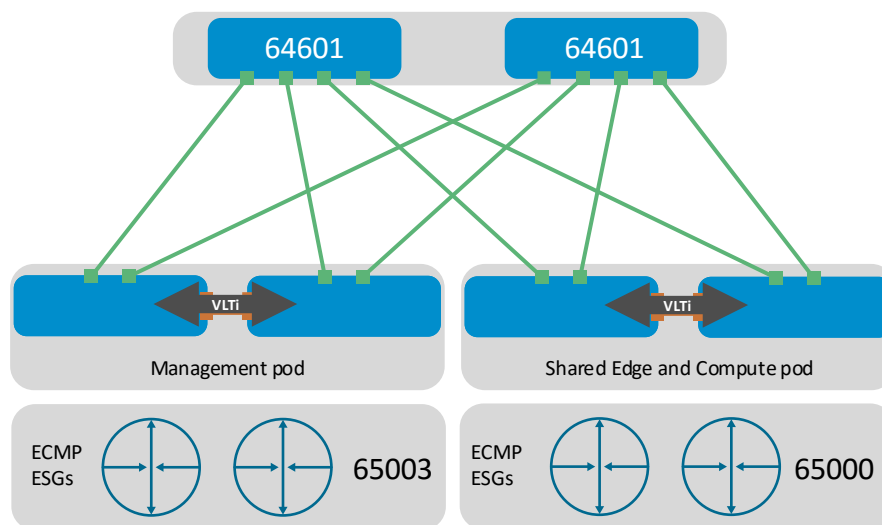 64601
64601
VLTi
VLTi
Management pod
Shared Edge and Compute pod
ECMP
ESGs
65003
ECMP
ESGs
65000